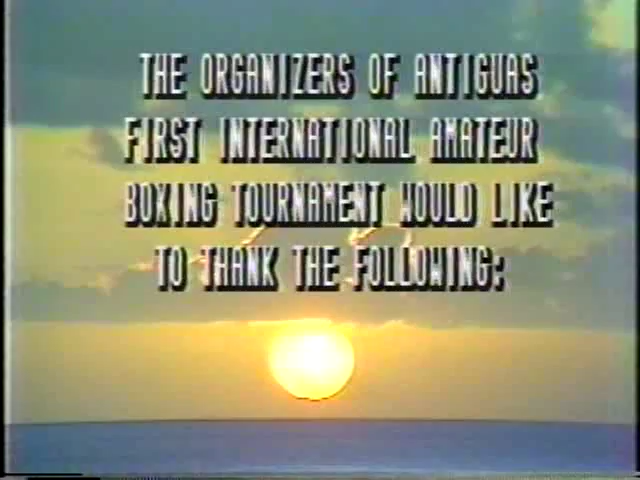 THE ORGANIZERS OF ANTIGUAS
FIRST INTERNATIONAL AMATEUR
BOXING TOURNAMENT WOULD LIKE
TO THANK THE FOLLOWING: